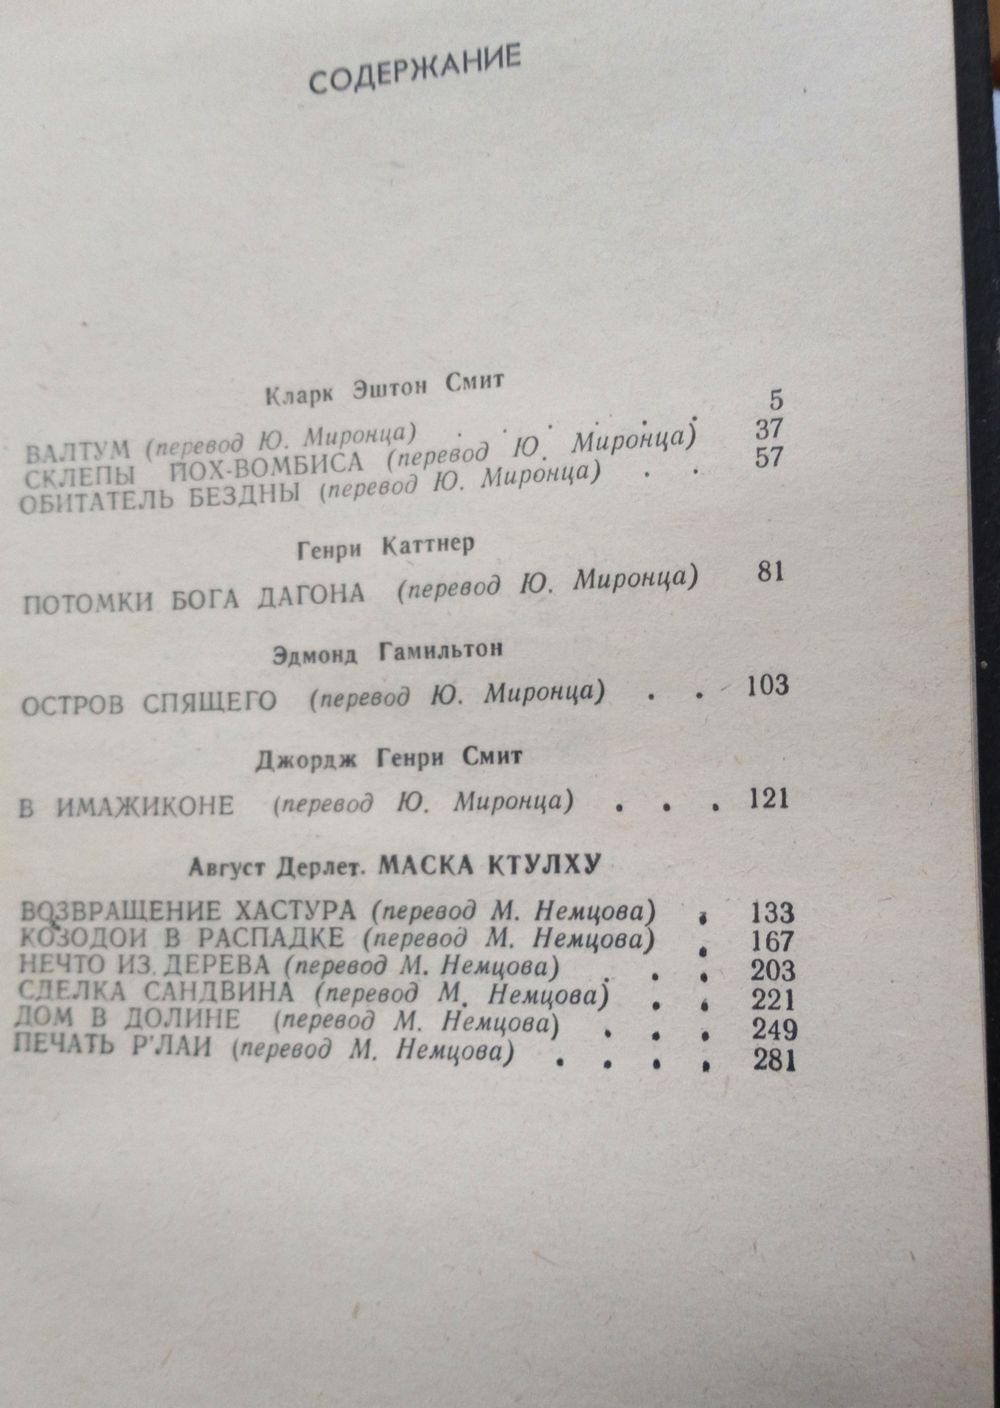 СОДЕРЖАНИЕ
Кларк Эштон Смит
ВАЛТУМ (перевод Ю. Миронца) . . . . . . 5
СКЛЕПЫ ЙОХ-ВОМБИСА (перевод Ю. Миронца) 37
ОБИТАТЕЛЬ БЕЗДНЫ (перевод Ю. Миронца) . . 57
Генри Каттнер
ПОТОМКИ БОГА ДАГОНА (перевод Ю. Миронца) 81
Эдмонд Гамильтон
ОСТРОВ СПЯЩЕГО (перевод Ю. Миронца) . . 103
Джордж Генри Смит
В ИМАЖИКОНЕ (перевод Ю. Миронца) . . . 121
Август Дерлет. МАСКА КТУЛХУ
ВОЗВРАЩЕНИЕ ХАСТУРА (перевод М. Немцова) . 133
КОЗОДОИ В РАСПАДКЕ (перевод М. Немцова) . 167
НЕЧТО ИЗ ДЕРЕВА (перевод М. Немцова) . . . 203
СДЕЛКА САНДВИНА (перевод М. Немцова) . . 221
ДОМ В ДОЛИНЕ (перевод М. Немцова) . . . 249
ПЕЧАТЬ Р'ЛАИ (перевод М. Немцова) . . . . 281